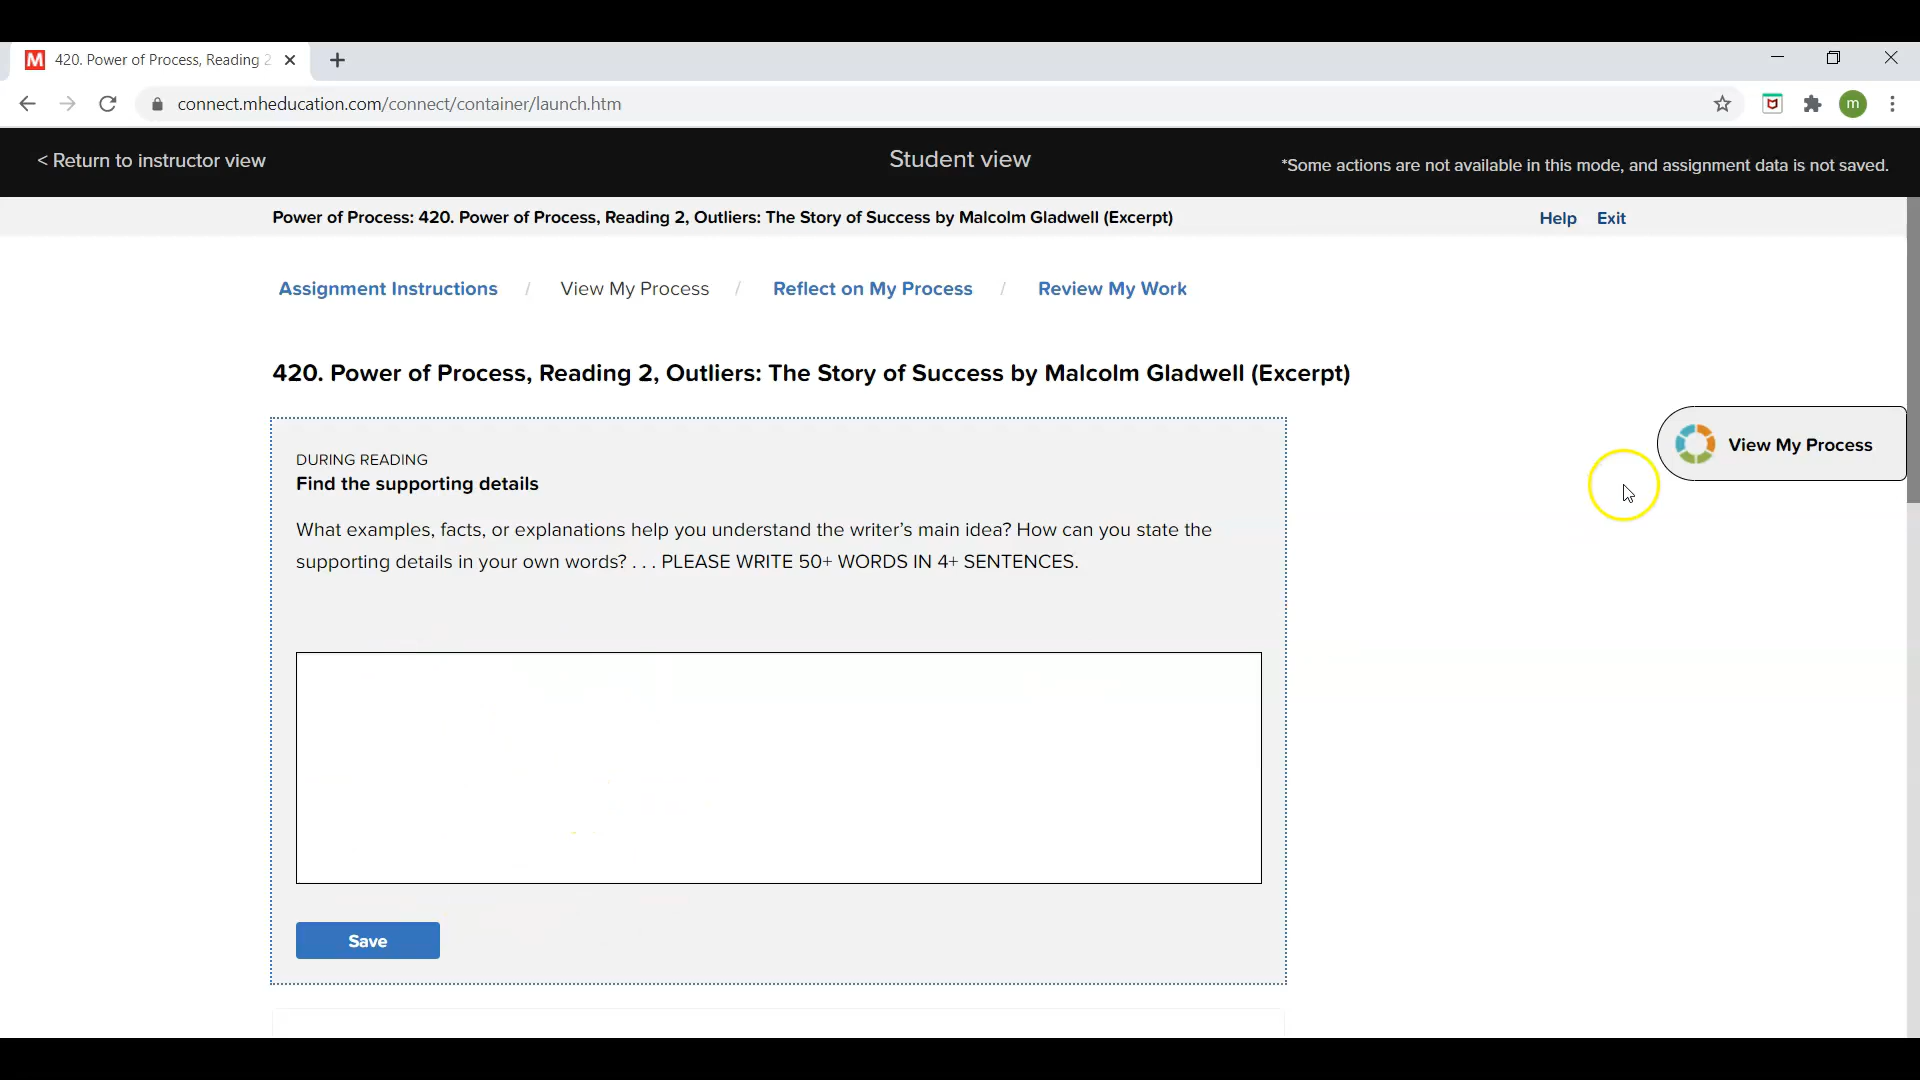 420. Power of Process, Reading 2
connect.mheducation.com/connect/container/launch.htm
m
< Return to instructor view
Student view
*Some actions are not available in this mode, and assignment data is not saved.
Power of Process: 420. Power of Process, Reading 2, Outliers: The Story of Success by Malcolm Gladwell (Excerpt)
Help Exit
Assignment Instructions / View My Process / Reflect on My Process / Review My Work
420. Power of Process, Reading 2, Outliers: The Story of Success by Malcolm Gladwell (Excerpt)
View My Process
DURING READING
Find the supporting details
What examples, facts, or explanations help you understand the writer's main idea? How can you state the
supporting details in your own words? . . . PLEASE WRITE 50+ WORDS IN 4+ SENTENCES.
Save